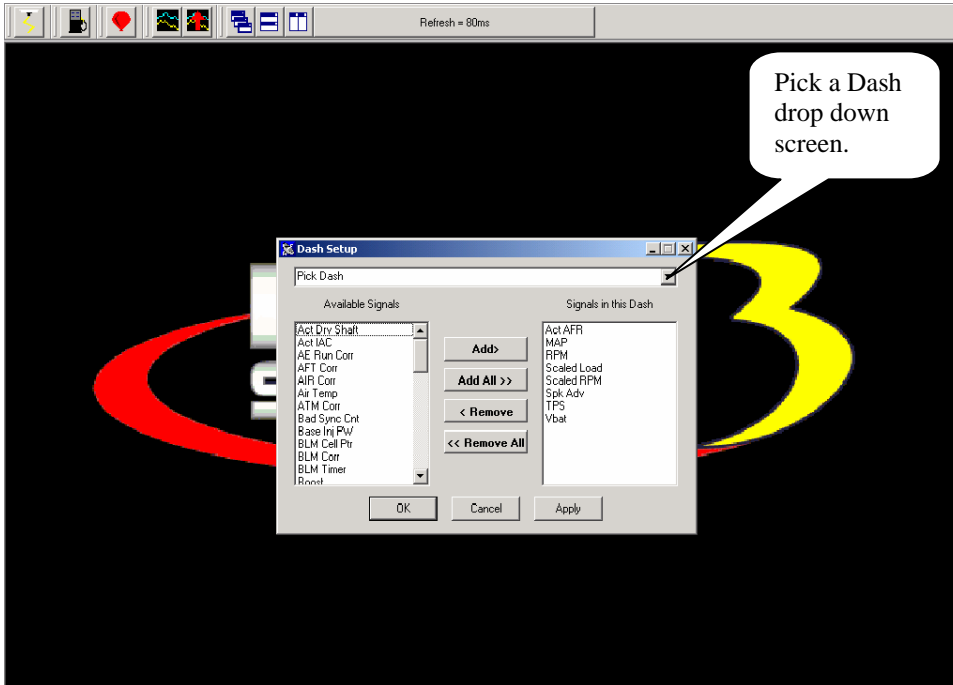 Refresh = 80ms
Pick a Dash
drop down
screen.
Dash Setup
Pick Dash
Available Signals
Signals in this Dash
Act Drv Shaft
Act IAC
AE Run Corr
AFT Corr
AIR Corr
Air Temp
ATM Corr
Bad Sync Cnt
Base Inj PW
BLM Cell Ptr
BLM Corr
BLM Timer
Boost
Add>
Add All >>
< Remove
<< Remove All
Act AFR
MAP
RPM
Scaled Load
Scaled RPM
Spk Adv
TPS
Vbat
OK
Cancel
Apply